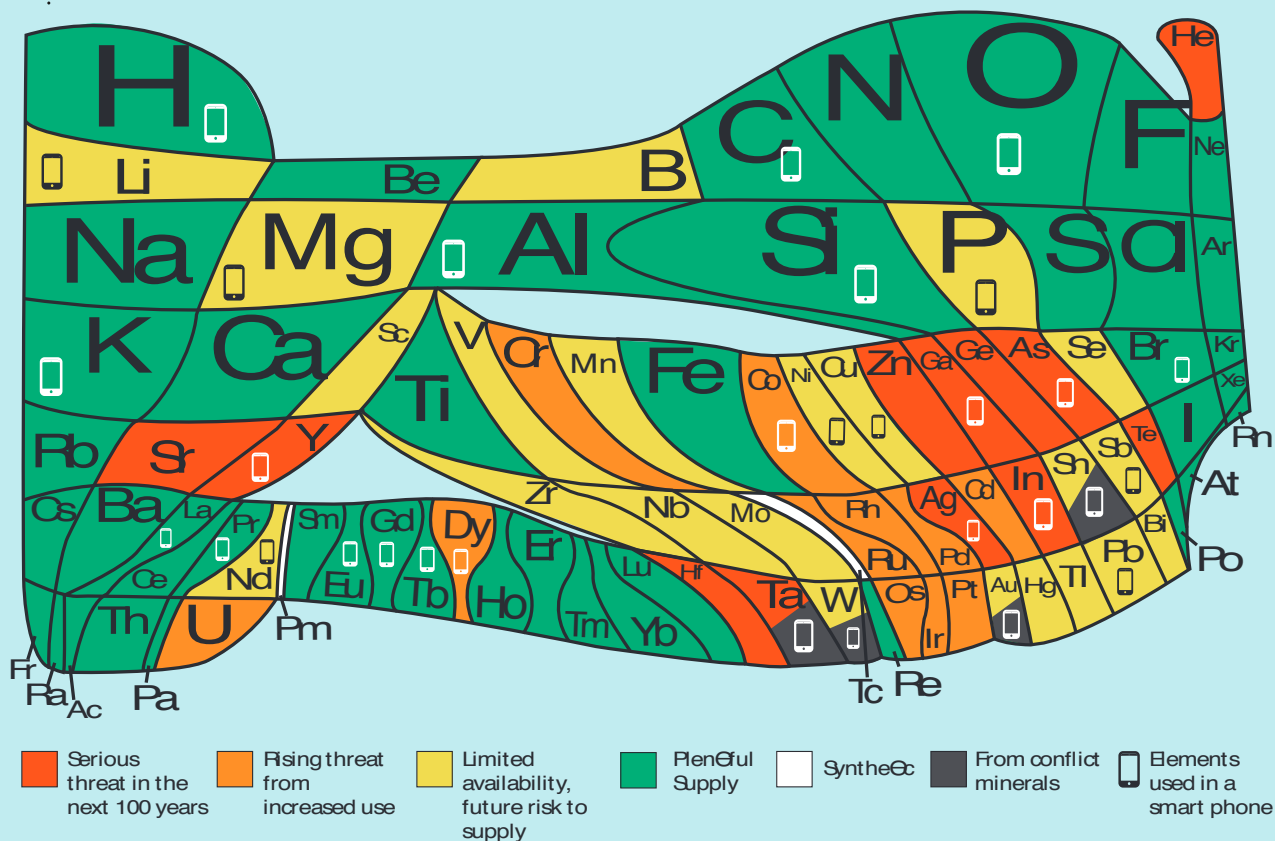 H He
C N O F Ne
Li Be B
Na Mg Al Si P S Cl Ar
K Ca Sc Ti V Cr Mn Fe Co Ni Cu Zn Ga Ge As Se Br Kr
Rb Sr Y Zr Nb Mo Ru Rh Pd Ag Cd In Sn Sb Te I Xe
Cs Ba La Ce Pr Nd Sm Eu Gd Tb Dy Ho Er Tm Yb Lu Hf Ta W Os Ir Pt Au Hg Tl Pb Bi
Th U
Rn
At
Po
Pm
Fr
Ra
Ac
Pa
Tc
Re
Serious
threat in the
next 100 years
Rising threat
from
increased use
Limited
availability,
future risk to
supply
PlenƟful
Supply
SyntheƟc
From conflict
minerals
Elements
used in a
smart phone